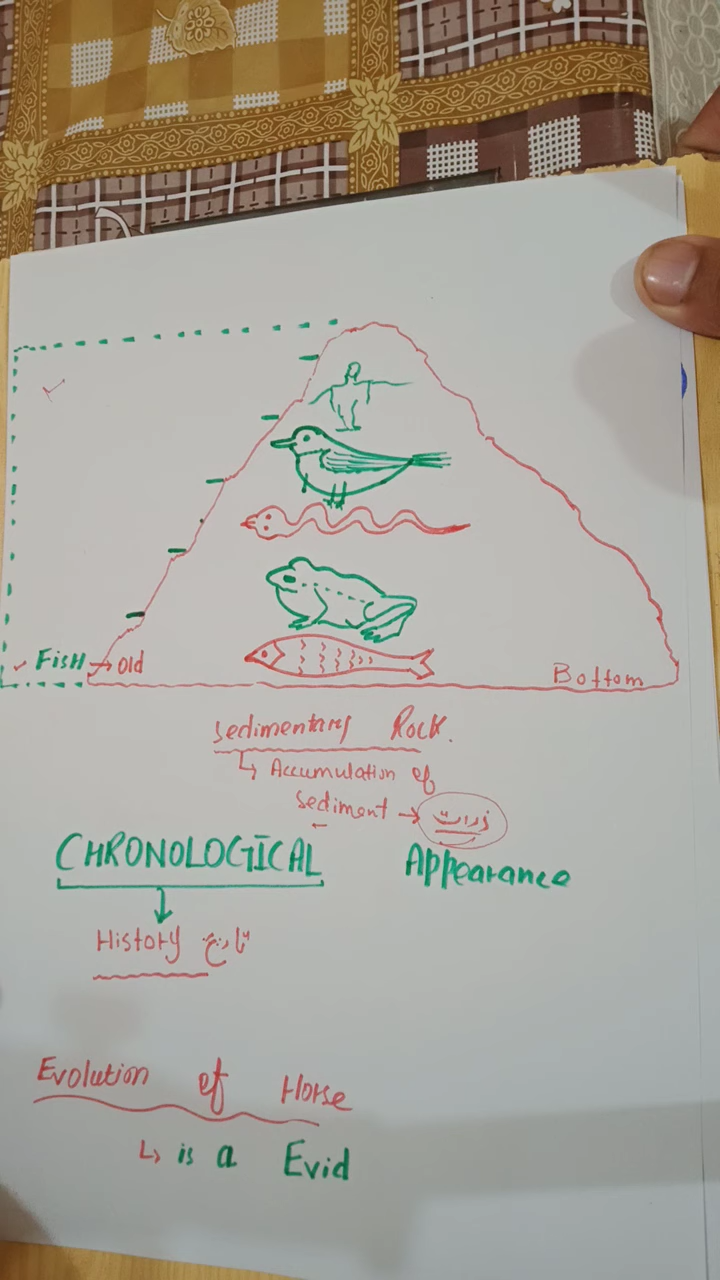 Fish → old
Bottom
Sedimentary Rock.
↳ Accumulation of
Sediment → ذرات
CHRONOLOGICAL Appearance
History تاریخ
Evolution of Horse
↳ is a Evid